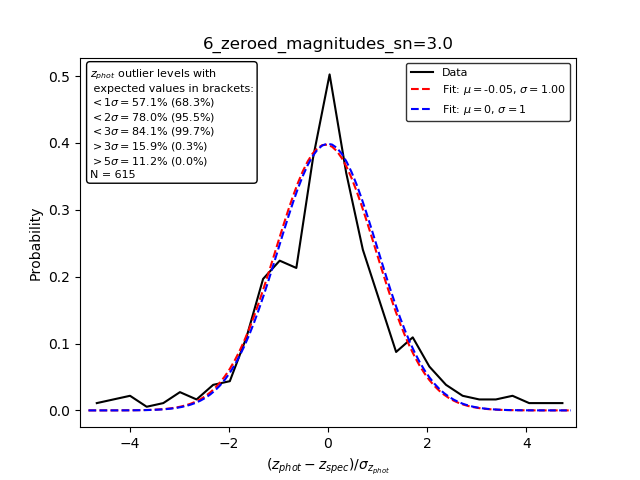 6_zeroed_magnitudes_sn=3.0
z_phot outlier levels with
expected values in brackets:
<1σ=57.1% (68.3%)
<2σ=78.0% (95.5%)
<3σ=84.1% (99.7%)
>3σ=15.9% (0.3%)
>5σ=11.2% (0.0%)
N = 615
Data
Fit: μ=-0.05, σ=1.00
Fit: μ=0, σ=1
Probability
0.5
0.4
0.3
0.2
0.1
0.0
−4 −2 0 2 4
(z_phot − z_spec)/σ_z_phot